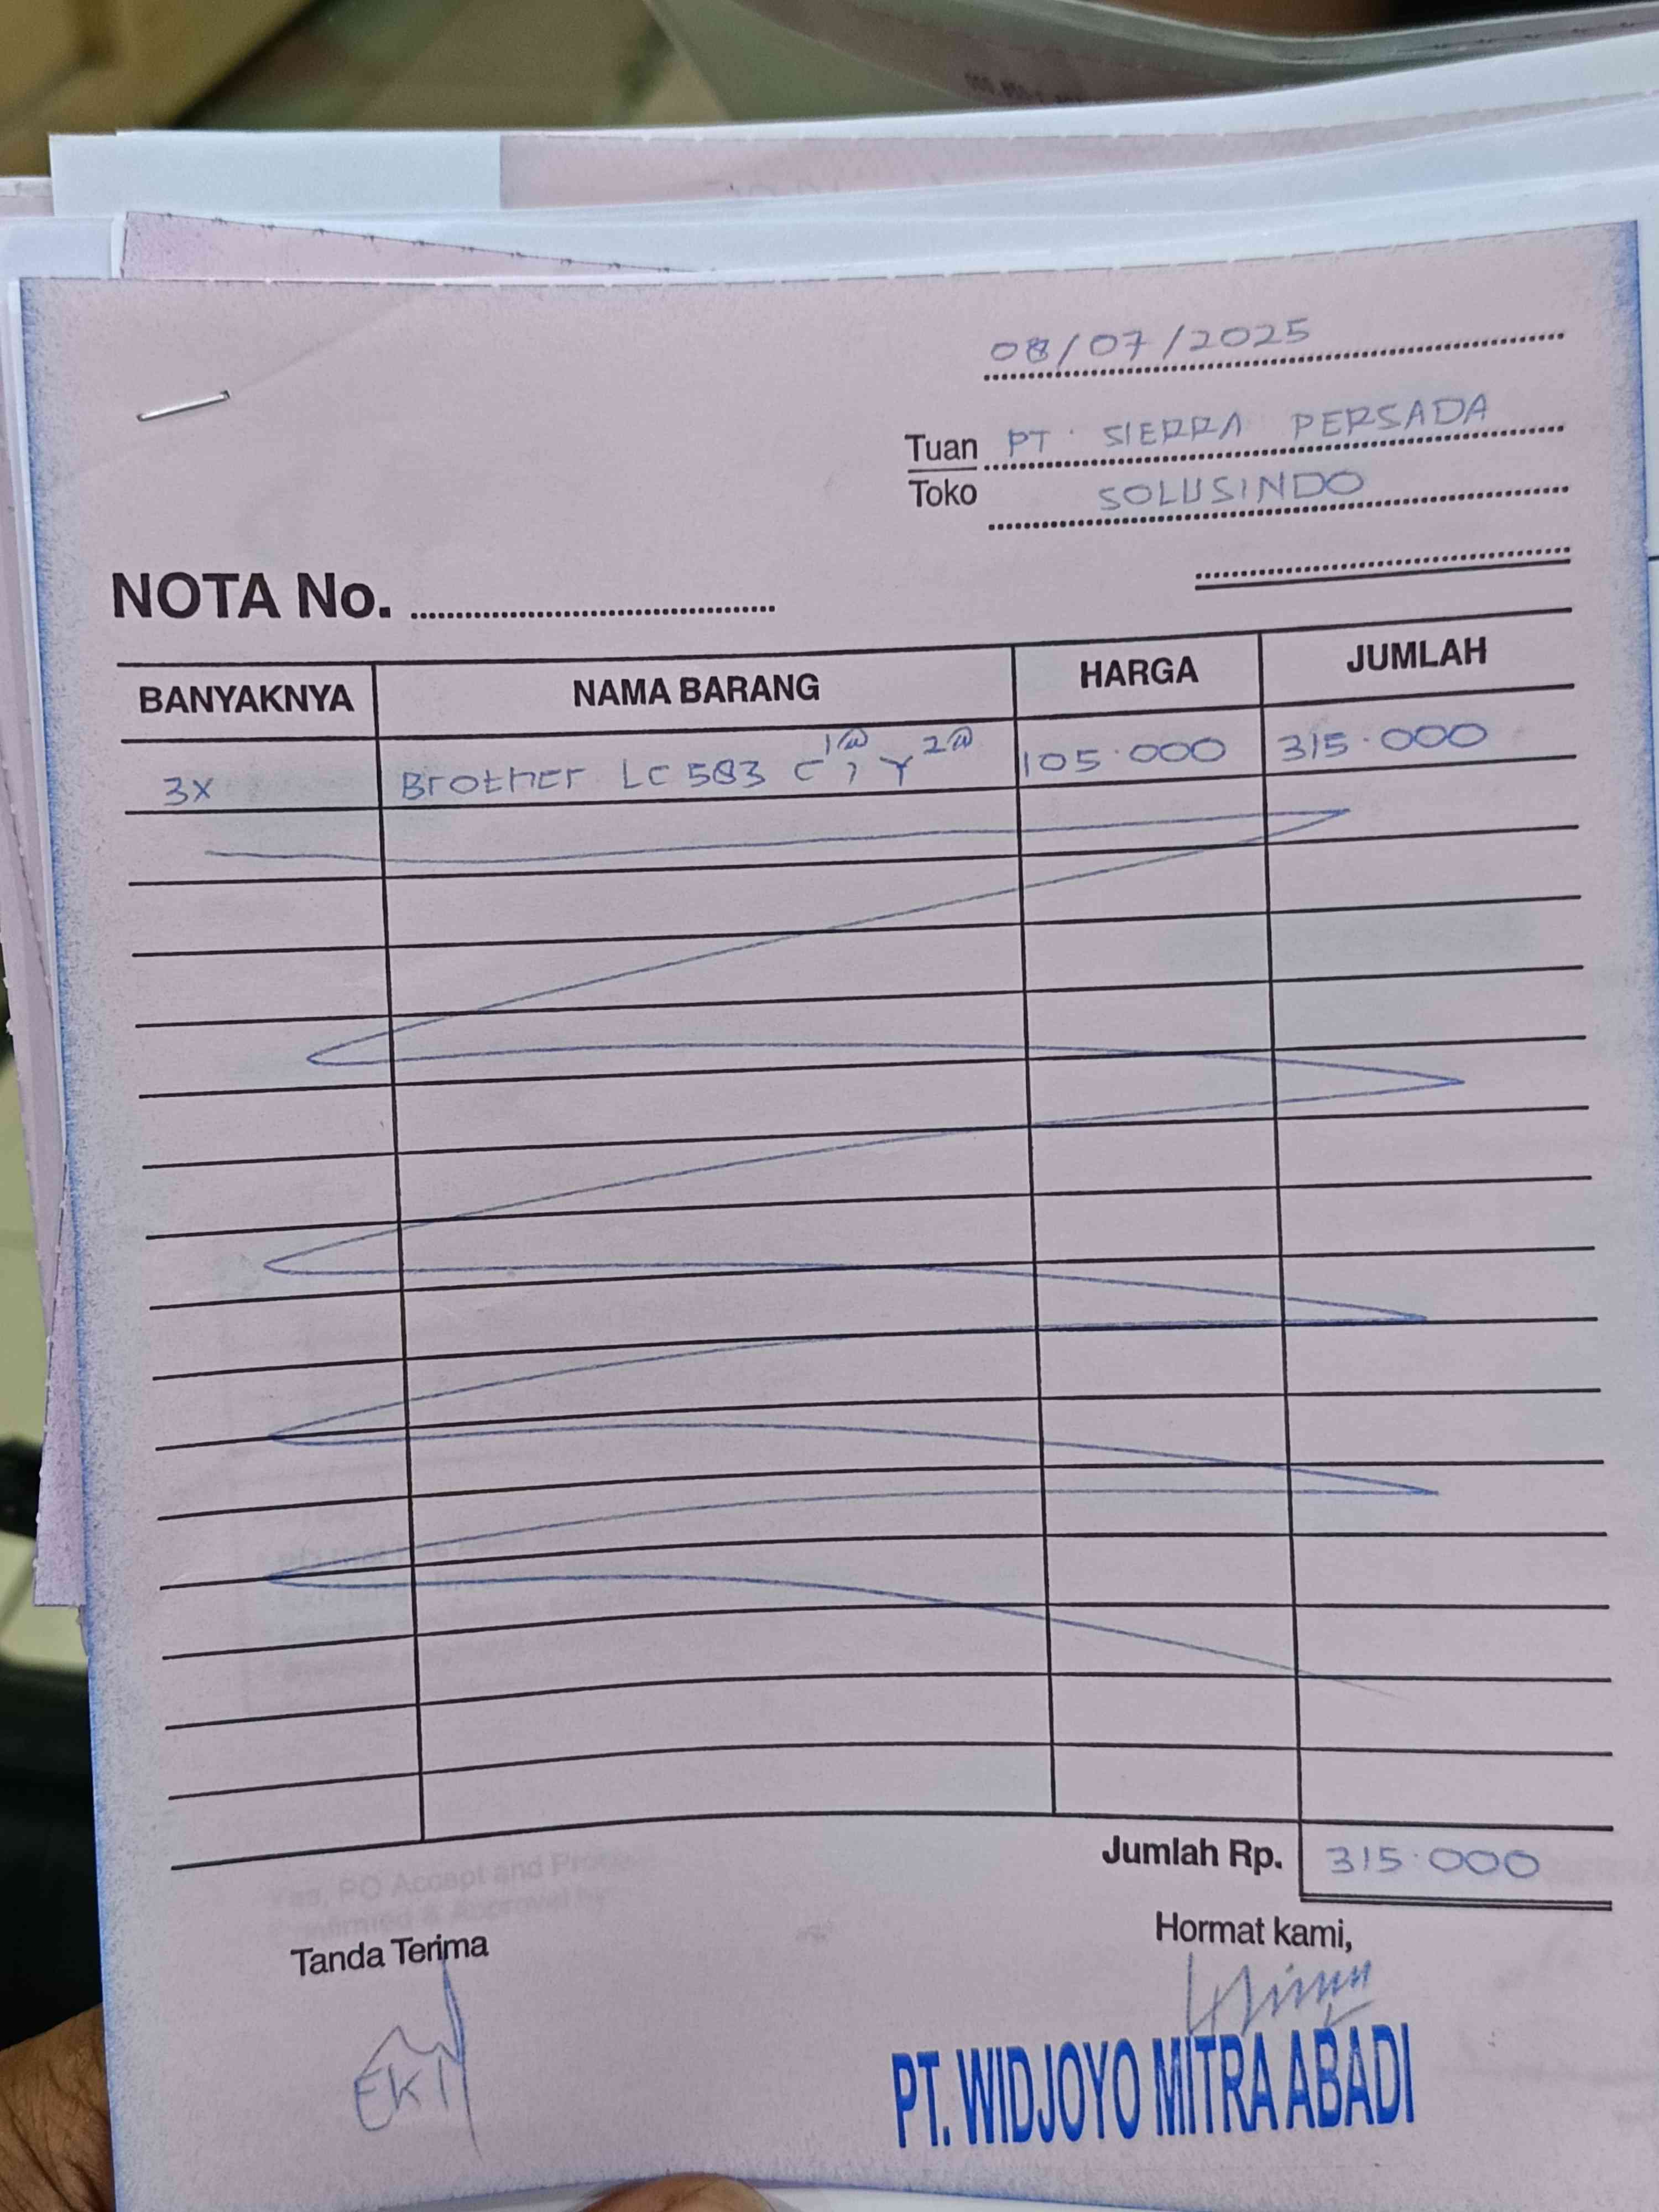 08/07/2025
Tuan PT. SIERRA PERSADA
Toko SOLUSINDO
NOTA No.
BANYAKNYA NAMA BARANG HARGA JUMLAH
3x Brother LC 583 C 1@, Y 2@ 105.000 315.000
Jumlah Rp. 315.000
Tanda Terima Hormat kami,
EKI
PT. WIDJOYO MITRA ABADI